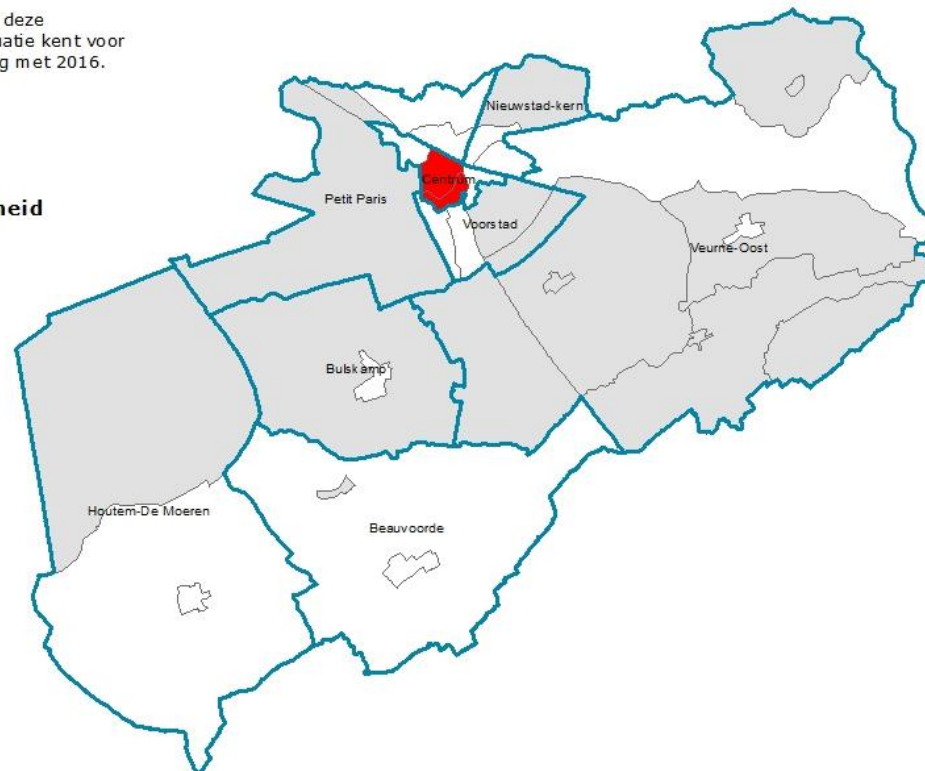 deze
uatie kent voor
g met 2016.
Nieuwstad-kern
Centrum
heid
Petit Paris
Voorstad
Veurne-Oost
Bulskamp
Houtem-De Moeren
Beauvoorde